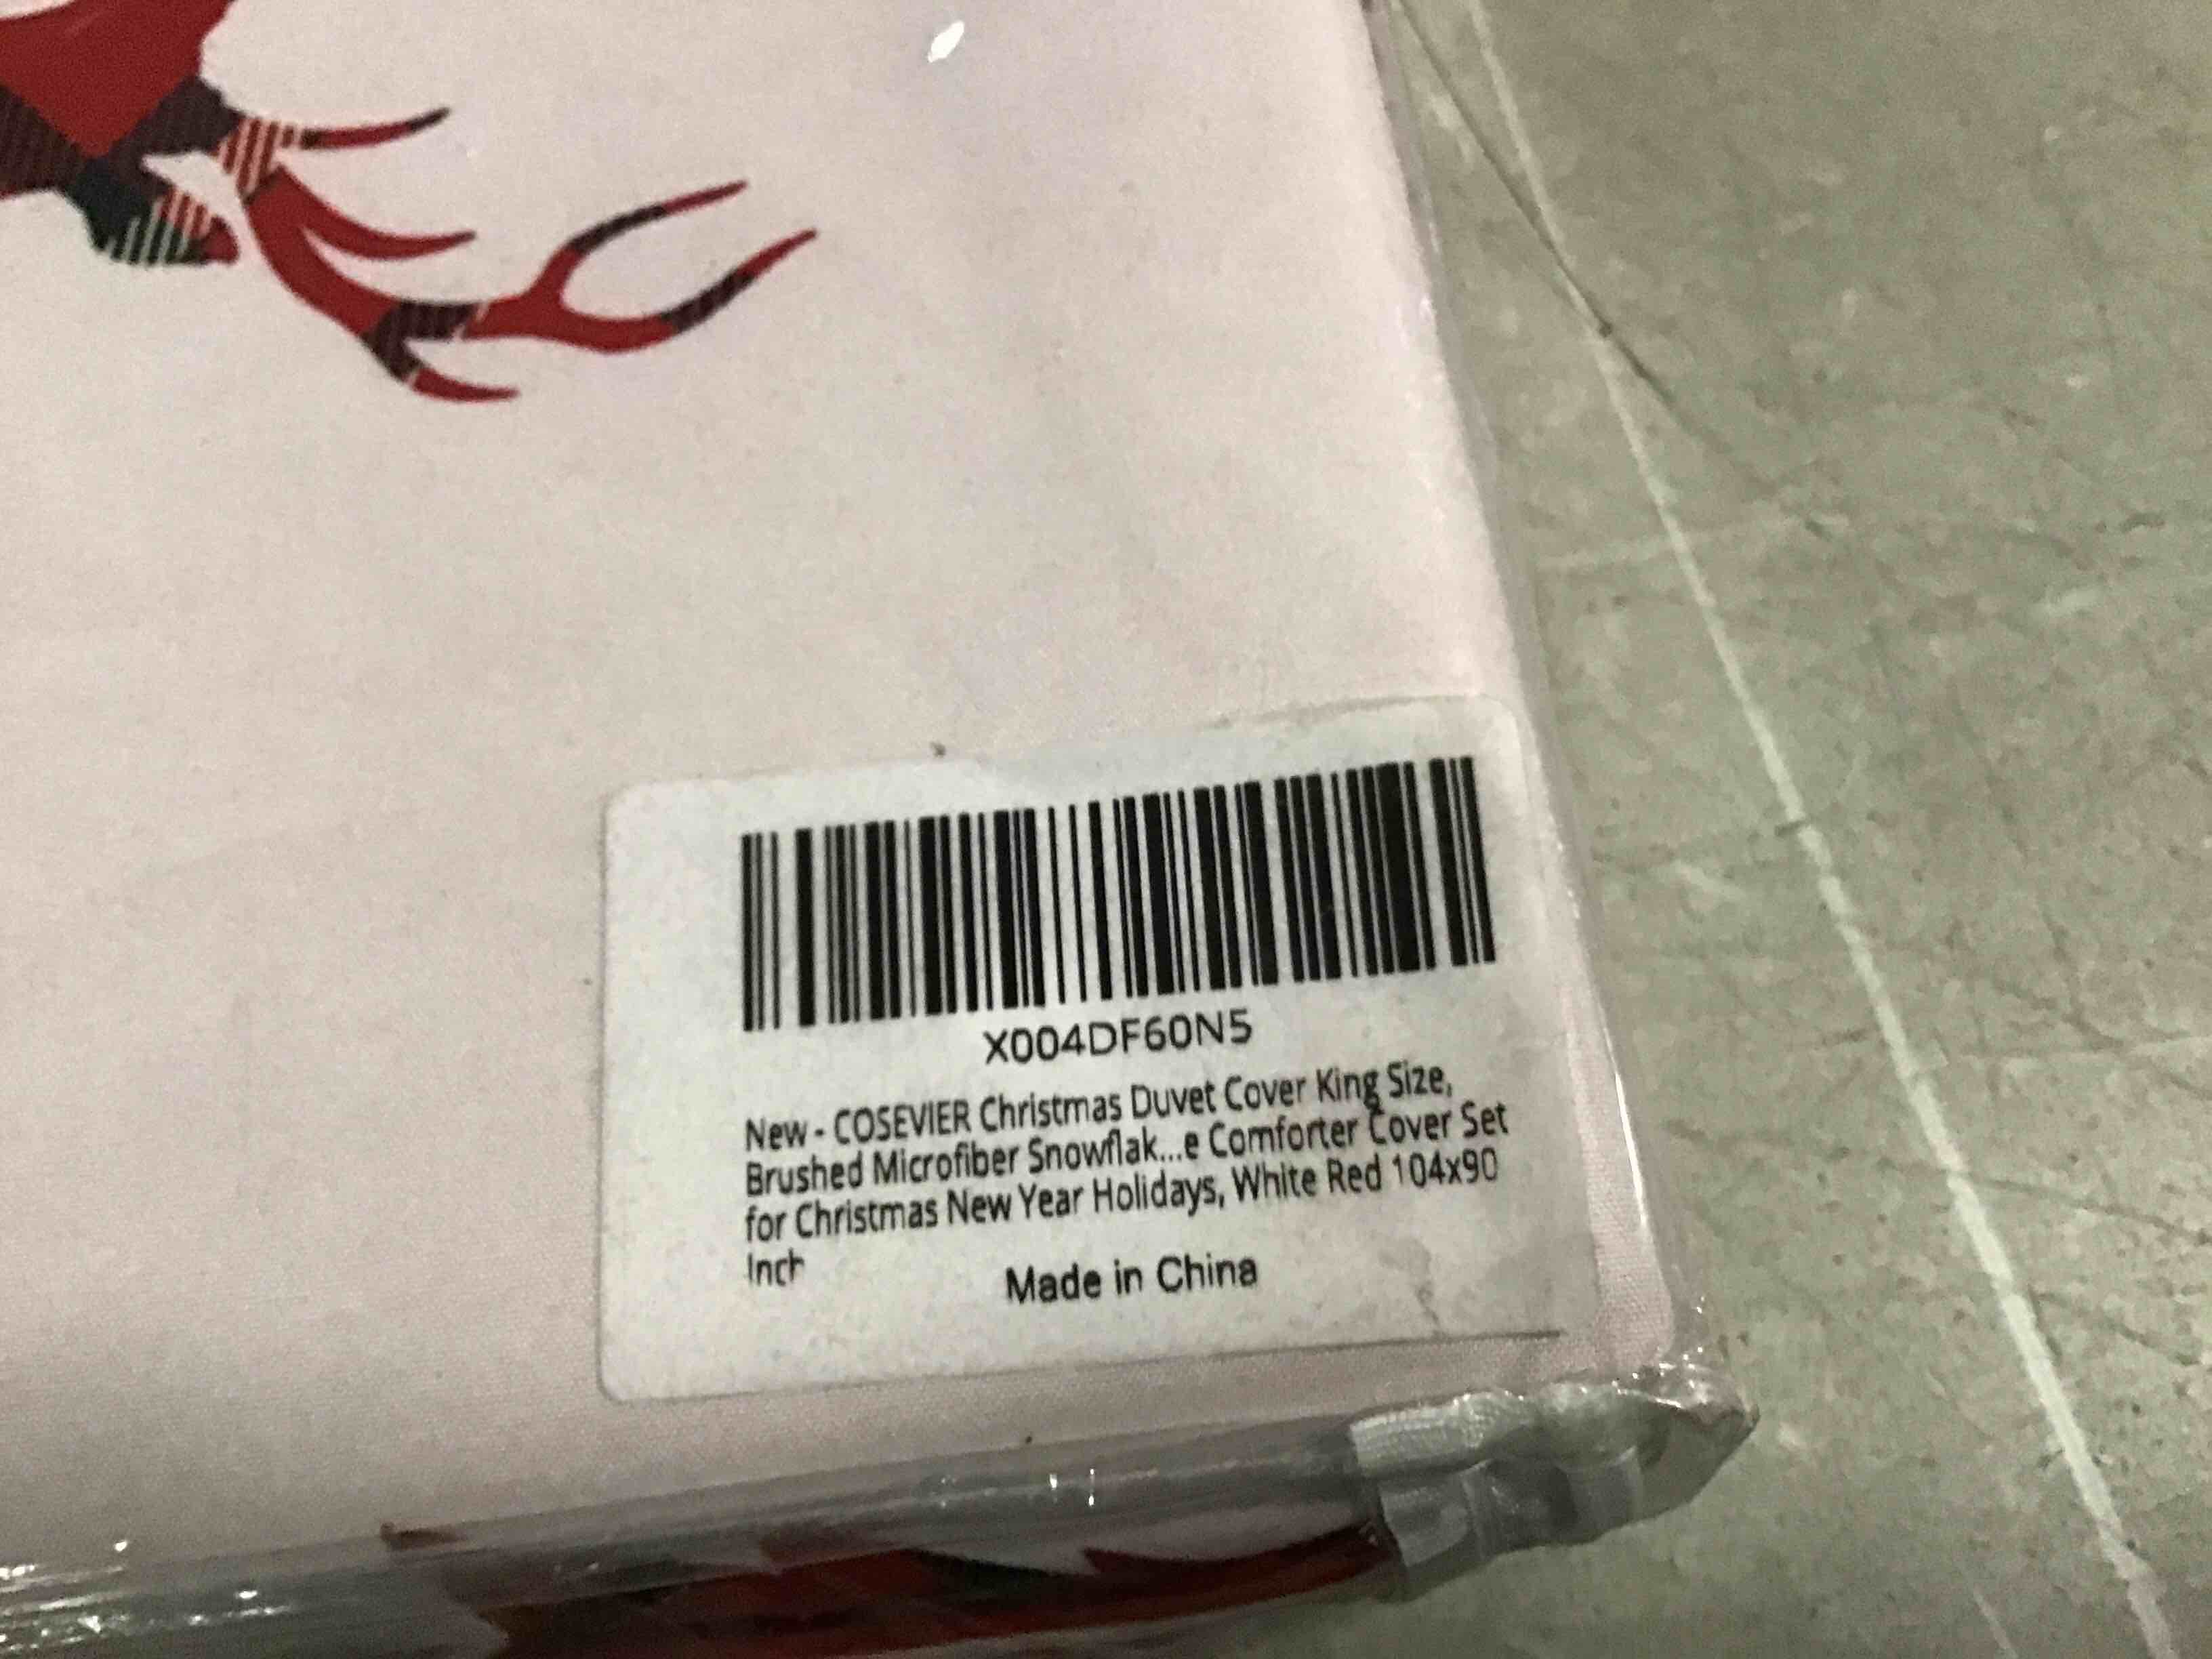 X004DF60N5
New - COSEVIER Christmas Duvet Cover King Size,
Brushed Microfiber Snowflak...e Comforter Cover Set
for Christmas New Year Holidays, White Red 104x90
Inch
Made in China